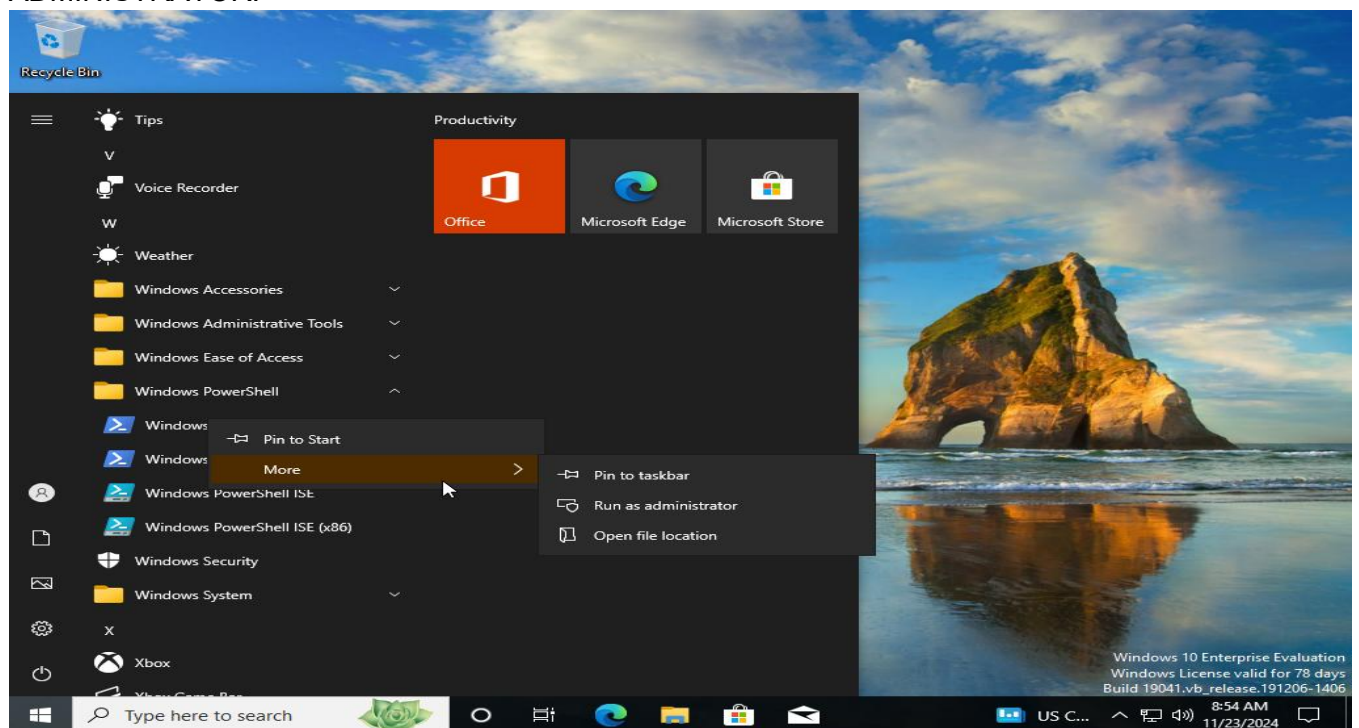 Recycle Bin
Tips
Productivity
V
Voice Recorder
Office
Microsoft Edge
Microsoft Store
W
Weather
Windows Accessories
Windows Administrative Tools
Windows Ease of Access
Windows PowerShell
Windows
Pin to Start
Windows
More
Pin to taskbar
Windows PowerShell ISE
Run as administrator
Windows PowerShell ISE (x86)
Open file location
Windows Security
Windows System
X
Xbox
Windows 10 Enterprise Evaluation
Windows License valid for 78 days
Build 19041.vb_release.191206-1406
Type here to search
US C...
8:54 AM
11/23/2024